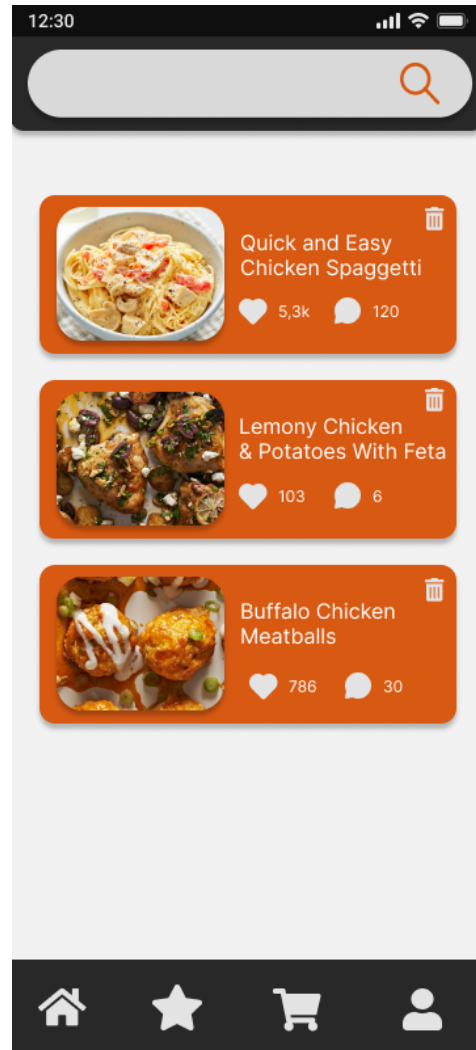 12:30
Quick and Easy
Chicken Spaggetti
5,3k 120
Lemony Chicken
& Potatoes With Feta
103 6
Buffalo Chicken
Meatballs
786 30